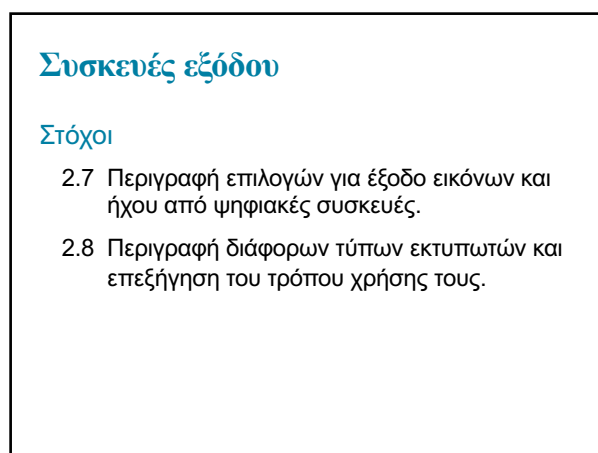 Συσκευές εξόδου
Στόχοι
2.7 Περιγραφή επιλογών για έξοδο εικόνων και
ήχου από ψηφιακές συσκευές.
2.8 Περιγραφή διάφορων τύπων εκτυπωτών και
επεξήγηση του τρόπου χρήσης τους.